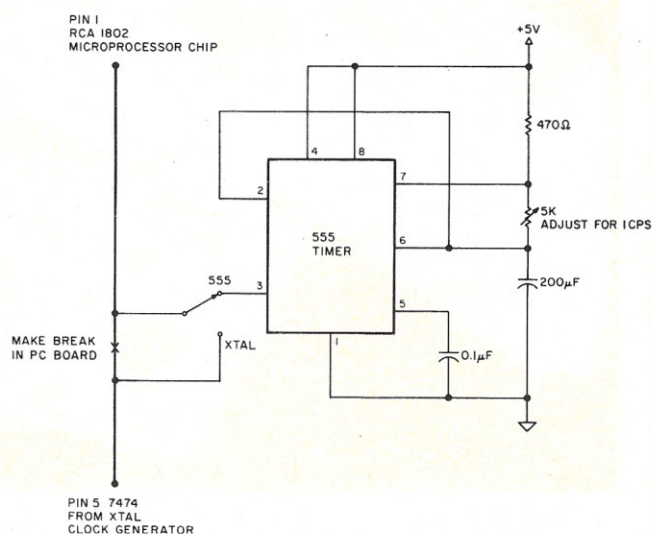 PIN 1
RCA 1802
MICROPROCESSOR CHIP
+5V
470Ω
4
8
2
7
5K
ADJUST FOR 1CPS
555
TIMER
6
555
3
200µF
5
MAKE BREAK
IN PC BOARD
XTAL
1
0.1µF
PIN 5 7474
FROM XTAL
CLOCK GENERATOR